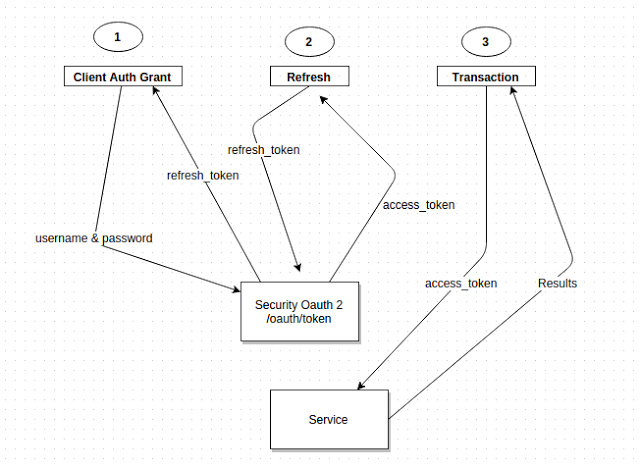 1
2
3
Client Auth Grant
Refresh
Transaction
refresh_token
refresh_token
access_token
username & password
access_token
Results
Security Oauth 2
/oauth/token
Service